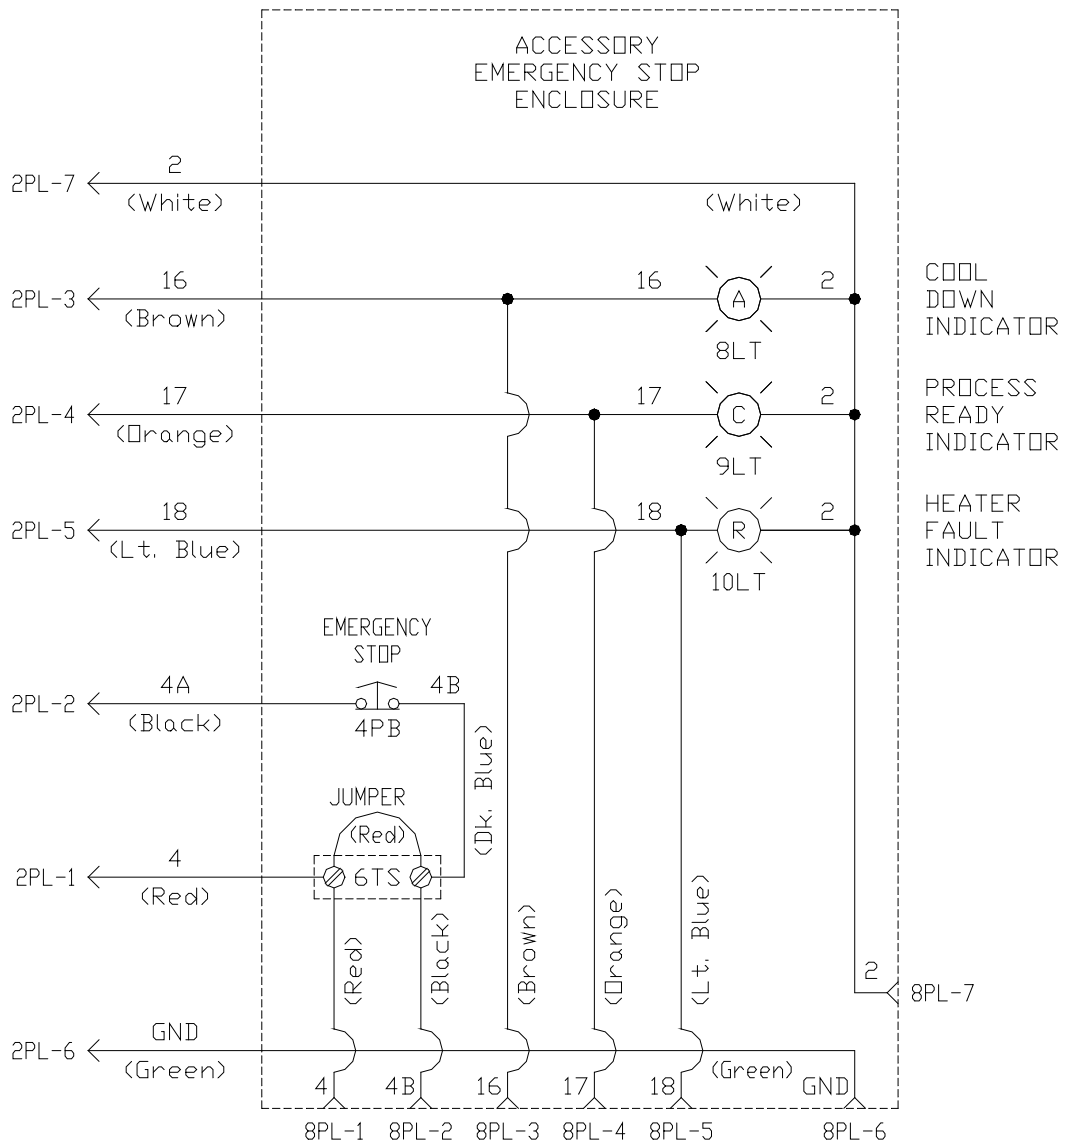 ACCESSORY
EMERGENCY STOP
ENCLOSURE
2
2PL-7
(White)
(White)
16
16
2
2PL-3
A
(Brown)
8LT
COOL
DOWN
INDICATOR
17
17
2
2PL-4
C
(Orange)
9LT
PROCESS
READY
INDICATOR
18
18
2
2PL-5
R
(Lt. Blue)
10LT
HEATER
FAULT
INDICATOR
EMERGENCY
STOP
4A
4B
2PL-2
(Black)
4PB
(Dk. Blue)
JUMPER
(Red)
4
2PL-1
6TS
(Red)
(Red)
(Black)
(Brown)
(Orange)
(Lt. Blue)
2
8PL-7
GND
2PL-6
(Green)
(Green)
4
4B
16
17
18
GND
8PL-1
8PL-2
8PL-3
8PL-4
8PL-5
8PL-6